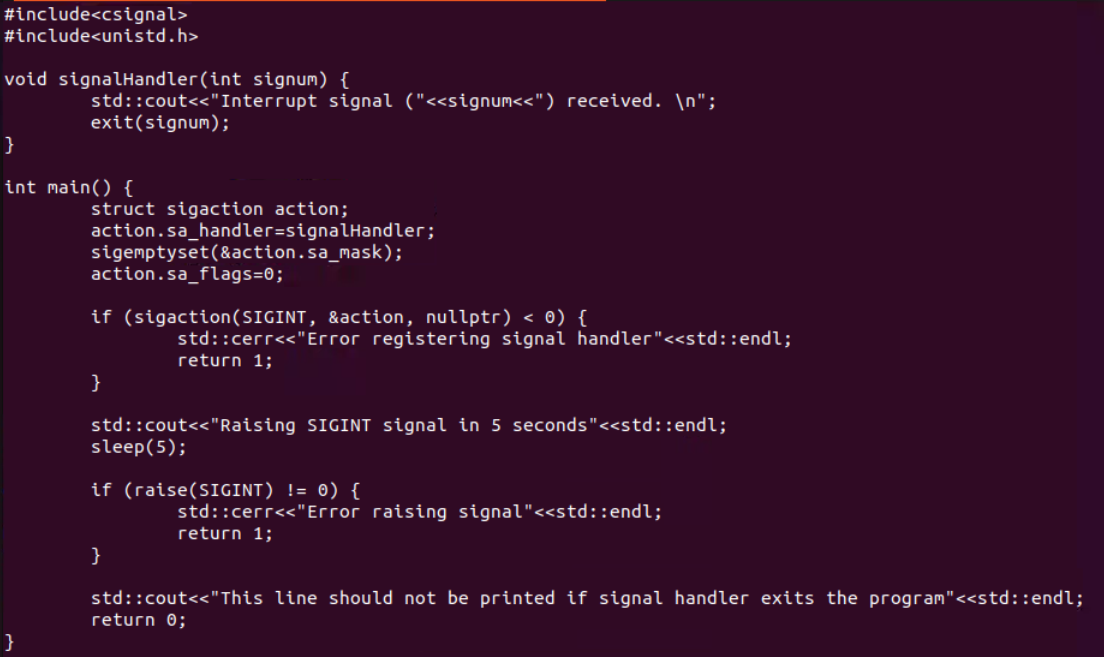 #include<csignal>
#include<unistd.h>

void signalHandler(int signum) {
        std::cout<<"Interrupt signal ("<<signum<<") received. \n";
        exit(signum);
}

int main() {
        struct sigaction action;
        action.sa_handler=signalHandler;
        sigemptyset(&action.sa_mask);
        action.sa_flags=0;

        if (sigaction(SIGINT, &action, nullptr) < 0) {
                std::cerr<<"Error registering signal handler"<<std::endl;
                return 1;
        }

        std::cout<<"Raising SIGINT signal in 5 seconds"<<std::endl;
        sleep(5);

        if (raise(SIGINT) != 0) {
                std::cerr<<"Error raising signal"<<std::endl;
                return 1;
        }

        std::cout<<"This line should not be printed if signal handler exits the program"<<std::endl;
        return 0;
}